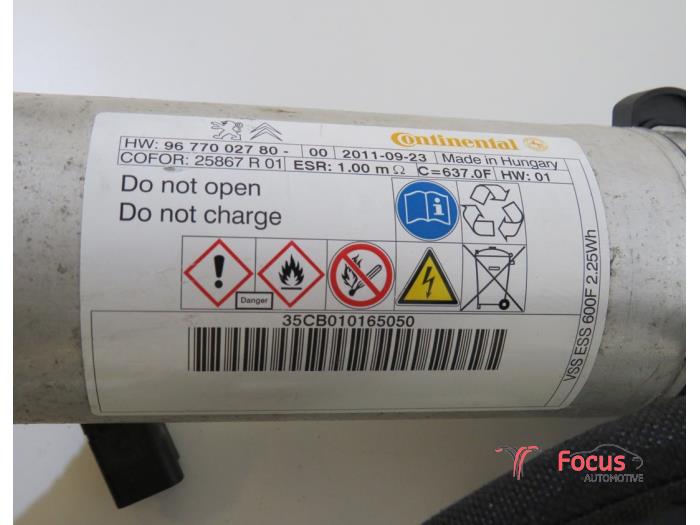 Continental
HW: 96 770 027 80 - 00 2011-09-23 Made in Hungary
COFOR: 25867 R 01 ESR: 1.00 mΩ C=637.0F HW: 01
Do not open
Do not charge
Danger
35CB010165050
VSS ESS 600F 2.25Wh
Focus
AUTOMOTIVE